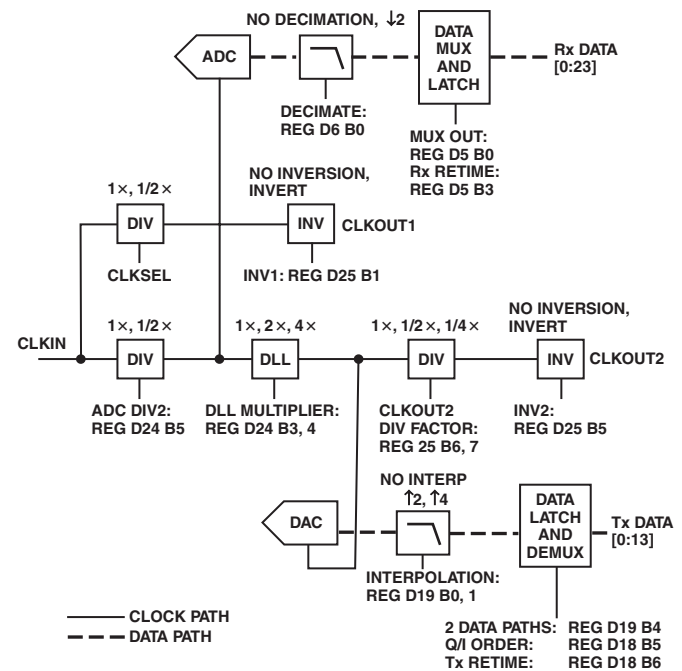 NO DECIMATION, ↓2
ADC
DATA
MUX
AND
LATCH
Rx DATA
[0:23]
DECIMATE:
REG D6 B0
MUX OUT:
REG D5 B0
Rx RETIME:
REG D5 B3
1×, 1/2×
NO INVERSION,
INVERT
DIV
INV
CLKOUT1
CLKSEL
INV1: REG D25 B1
CLKIN
1×, 1/2×
1×, 2×, 4×
1×, 1/2×, 1/4×
NO INVERSION,
INVERT
DIV
DLL
DIV
INV
CLKOUT2
ADC DIV2:
REG D24 B5
DLL MULTIPLIER:
REG D24 B3, 4
CLKOUT2
DIV FACTOR:
REG 25 B6, 7
INV2:
REG D25 B5
NO INTERP
↑2, ↑4
DAC
DATA
LATCH
AND
DEMUX
Tx DATA
[0:13]
INTERPOLATION:
REG D19 B0, 1
CLOCK PATH
DATA PATH
2 DATA PATHS: REG D19 B4
Q/I ORDER: REG D18 B5
Tx RETIME: REG D18 B6